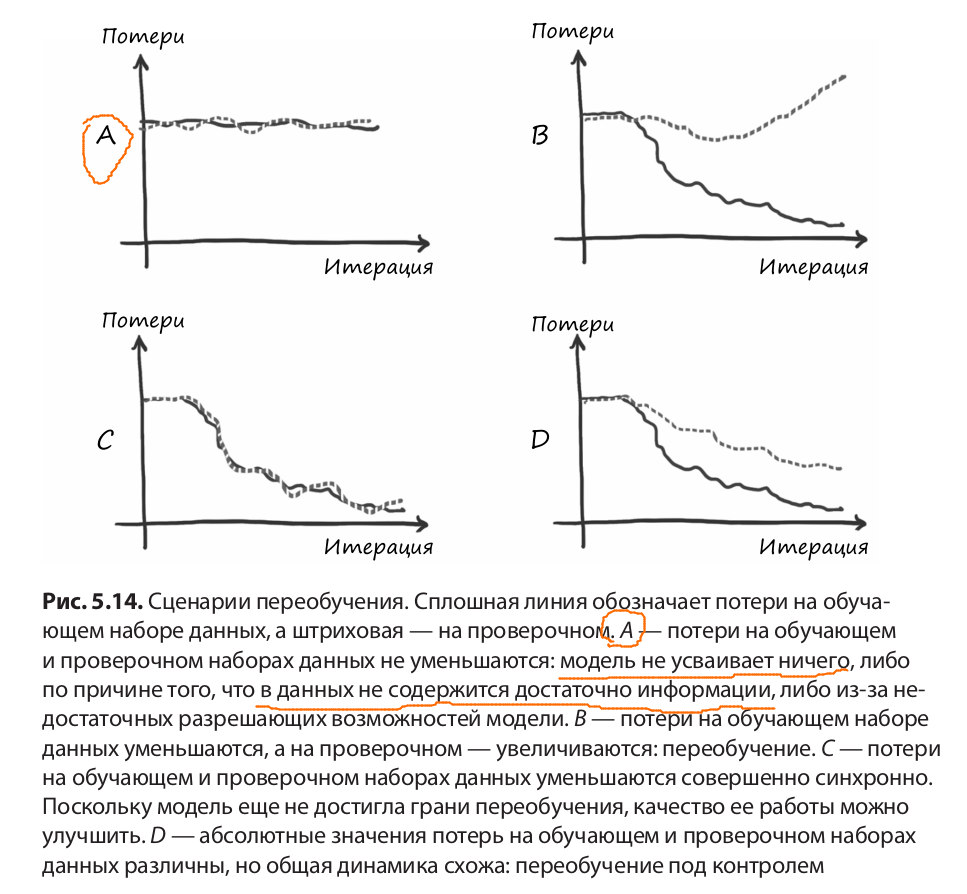 Потери
Потери
A
B
Итерация
Итерация
Потери
Потери
C
D
Итерация
Итерация
Рис. 5.14. Сценарии переобучения. Сплошная линия обозначает потери на обуча-
ющем наборе данных, а штриховая — на проверочном. A — потери на обучающем
и проверочном наборах данных не уменьшаются: модель не усваивает ничего, либо
по причине того, что в данных не содержится достаточно информации, либо из-за не-
достаточных разрешающих возможностей модели. B — потери на обучающем наборе
данных уменьшаются, а на проверочном — увеличиваются: переобучение. C — потери
на обучающем и проверочном наборах данных уменьшаются совершенно синхронно.
Поскольку модель еще не достигла грани переобучения, качество ее работы можно
улучшить. D — абсолютные значения потерь на обучающем и проверочном наборах
данных различны, но общая динамика схожа: переобучение под контролем